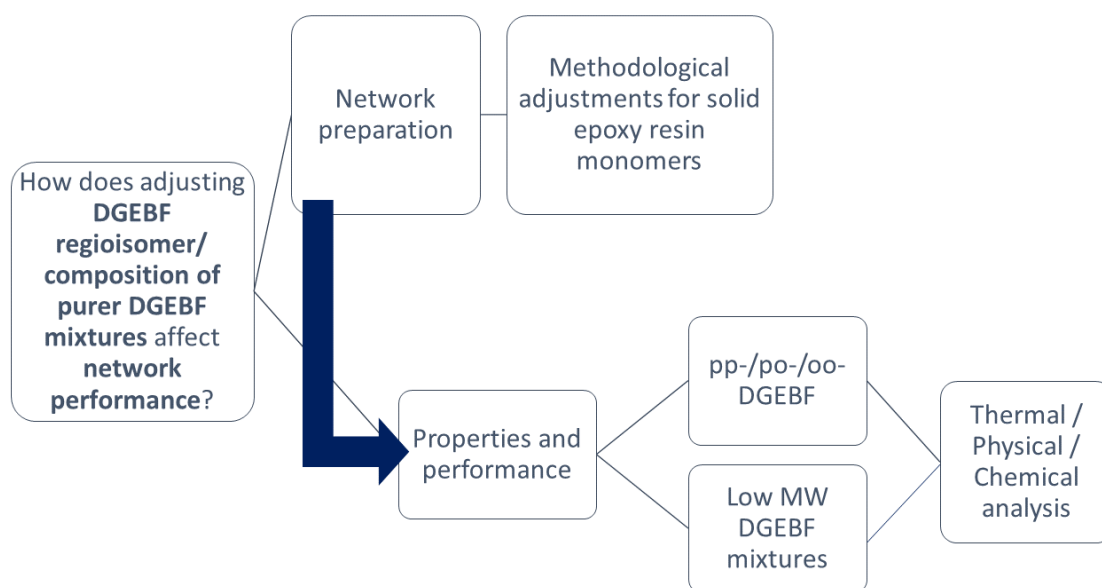 How does adjusting
DGEBF
regioisomer/
composition of
purer DGEBF
mixtures affect
network
performance?
Network
preparation
Methodological
adjustments for solid
epoxy resin
monomers
Properties and
performance
pp-/po-/oo-
DGEBF
Low MW
DGEBF
mixtures
Thermal /
Physical /
Chemical
analysis